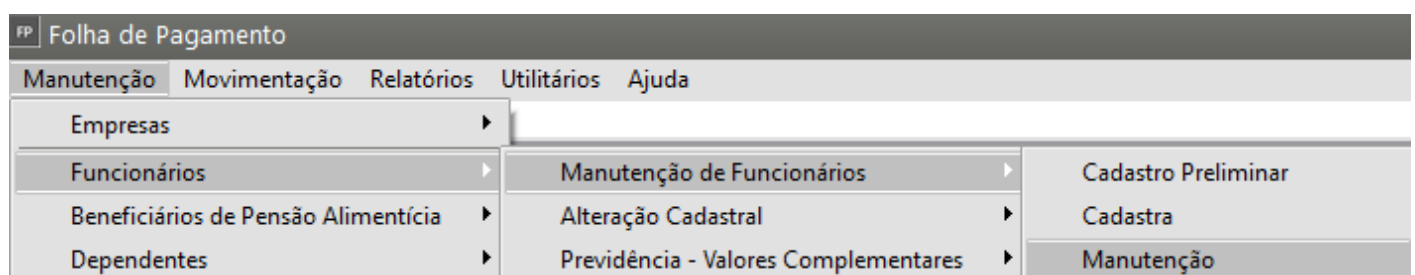 FP Folha de Pagamento
Manutenção Movimentação Relatórios Utilitários Ajuda
Empresas
Funcionários Manutenção de Funcionários Cadastro Preliminar
Beneficiários de Pensão Alimentícia Alteração Cadastral Cadastra
Dependentes Previdência - Valores Complementares Manutenção